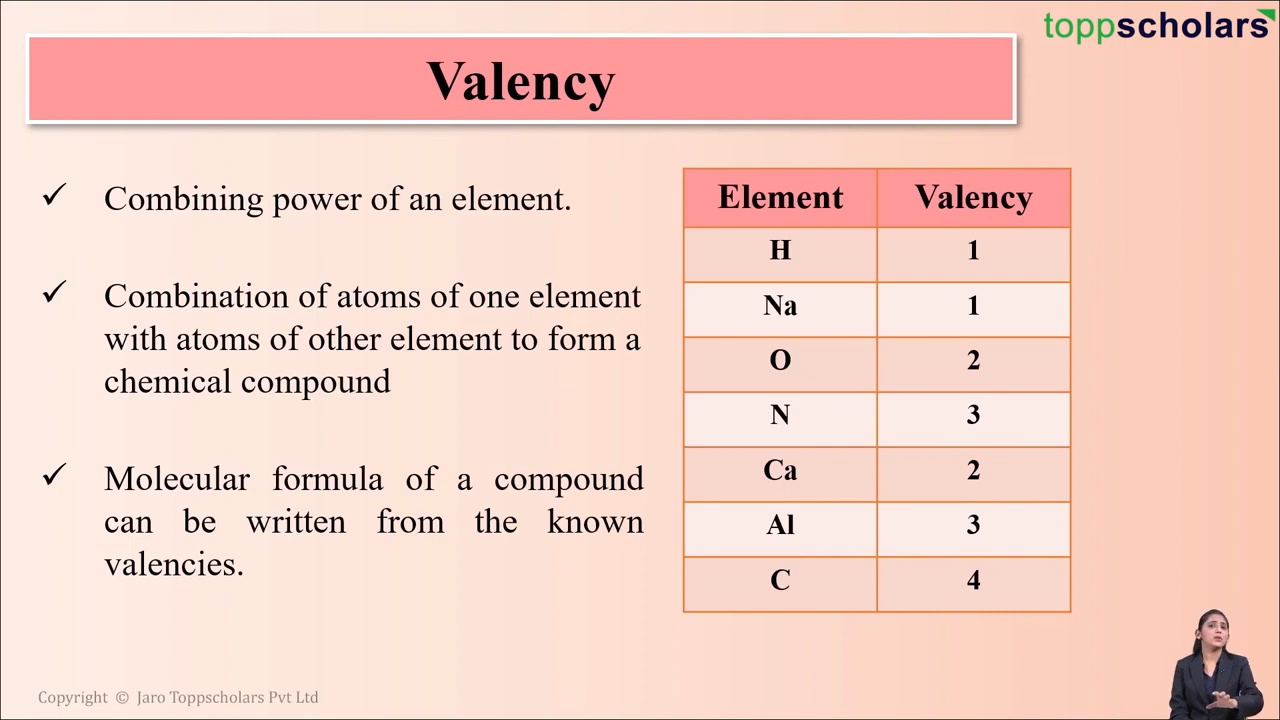 toppscholars
Valency
✓ Combining power of an element.
✓ Combination of atoms of one element
with atoms of other element to form a
chemical compound
✓ Molecular formula of a compound
can be written from the known
valencies.
Element Valency
H 1
Na 1
O 2
N 3
Ca 2
Al 3
C 4
Copyright © Jaro Toppscholars Pvt Ltd